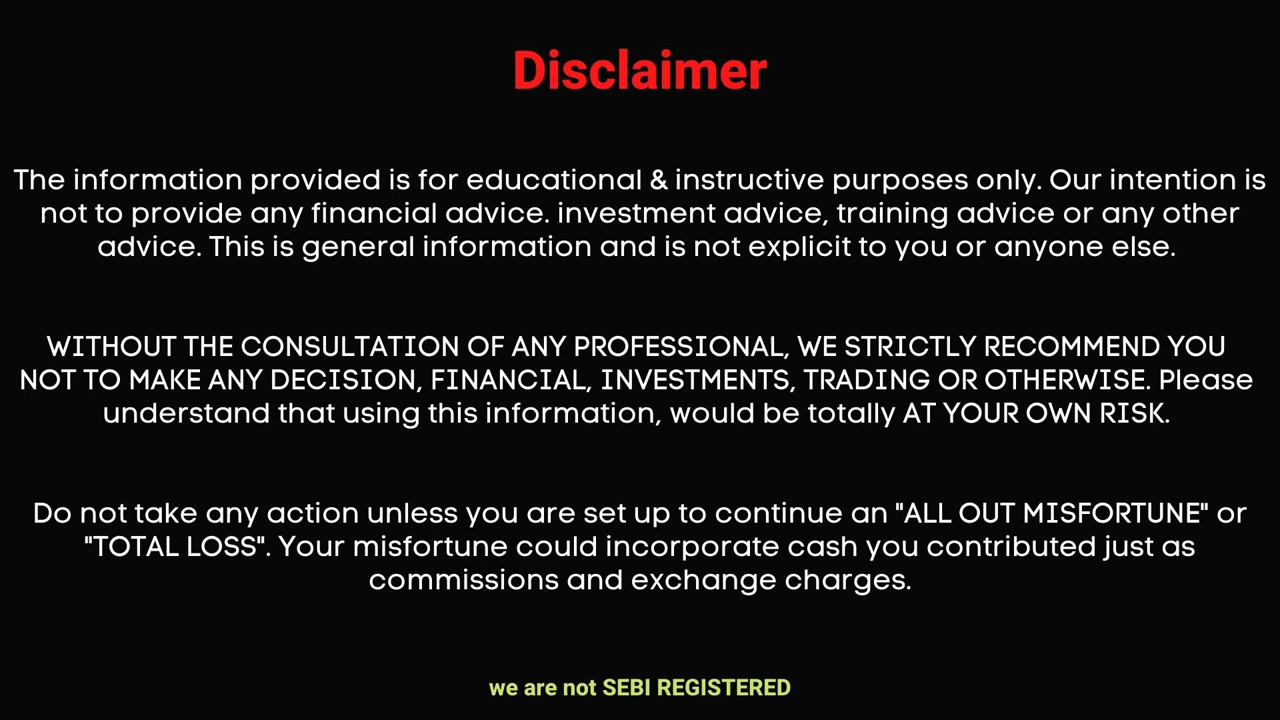 Disclaimer
The information provided is for educational & instructive purposes only. Our intention is
not to provide any financial advice. investment advice, training advice or any other
advice. This is general information and is not explicit to you or anyone else.
WITHOUT THE CONSULTATION OF ANY PROFESSIONAL, WE STRICTLY RECOMMEND YOU
NOT TO MAKE ANY DECISION, FINANCIAL, INVESTMENTS, TRADING OR OTHERWISE. Please
understand that using this information, would be totally AT YOUR OWN RISK.
Do not take any action unless you are set up to continue an "ALL OUT MISFORTUNE" or
"TOTAL LOSS". Your misfortune could incorporate cash you contributed just as
commissions and exchange charges.
we are not SEBI REGISTERED